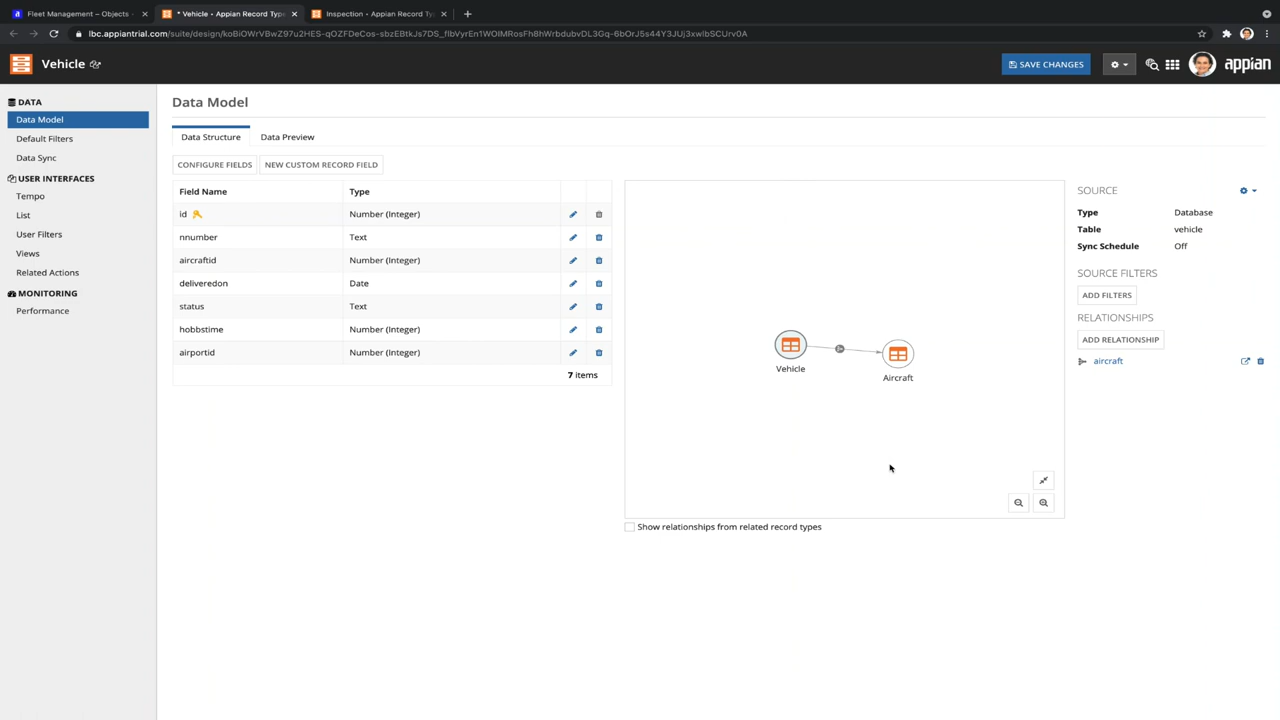 Fleet Management - Objects -
* Vehicle • Appian Record Type
Inspection • Appian Record Typ
Vehicle
SAVE CHANGES
appian
DATA
Data Model
Default Filters
Data Sync
USER INTERFACES
Tempo
List
User Filters
Views
Related Actions
MONITORING
Performance
Data Model
Data Structure
Data Preview
CONFIGURE FIELDS
NEW CUSTOM RECORD FIELD
Field Name Type
id Number (Integer)
nnumber Text
aircraftid Number (Integer)
deliveredon Date
status Text
hobbstime Number (Integer)
airportid Number (Integer)
7 items
Vehicle
Aircraft
Show relationships from related record types
SOURCE
Type Database
Table vehicle
Sync Schedule Off
SOURCE FILTERS
ADD FILTERS
RELATIONSHIPS
ADD RELATIONSHIP
aircraft